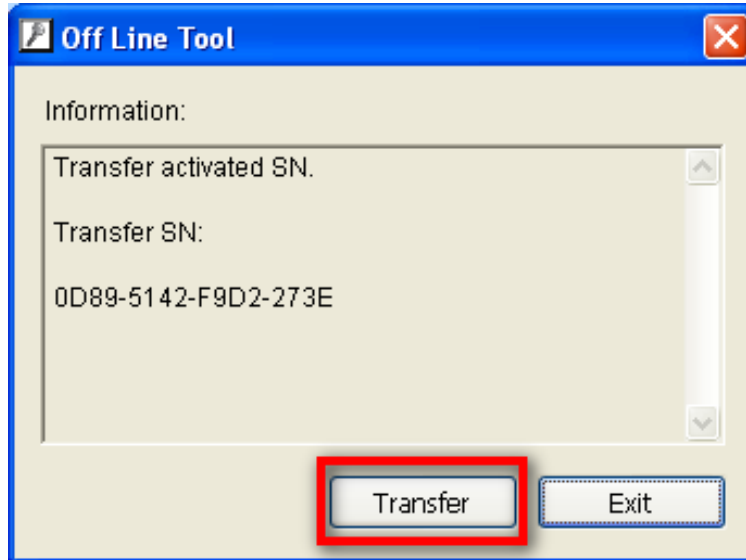 Off Line Tool
Information:
Transfer activated SN.
Transfer SN:
0D89-5142-F9D2-273E
Transfer
Exit